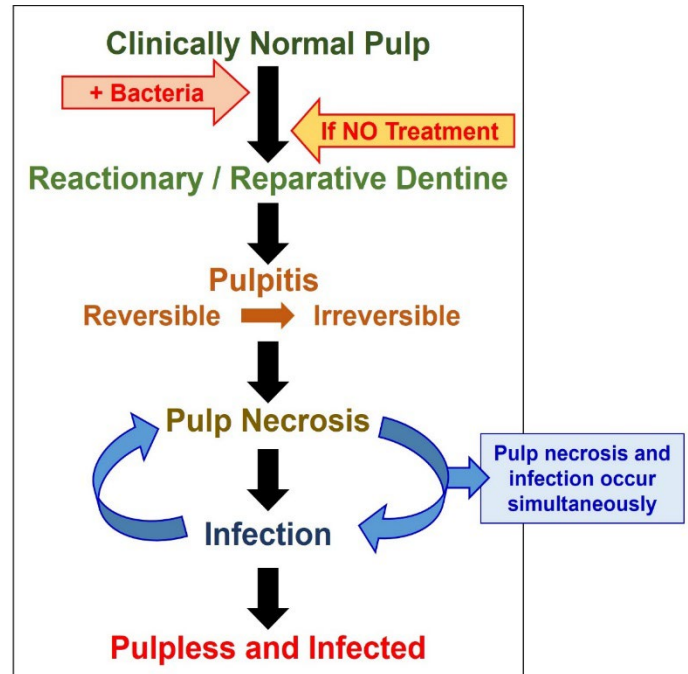 Clinically Normal Pulp
+ Bacteria
If NO Treatment
Reactionary / Reparative Dentine
Pulpitis
Reversible Irreversible
Pulp Necrosis
Pulp necrosis and
infection occur
simultaneously
Infection
Pulpless and Infected